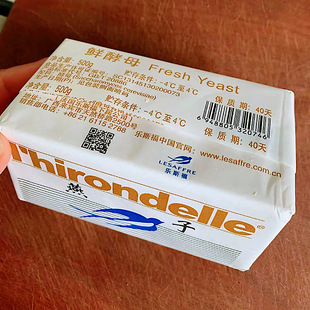 鲜酵母 Fresh Yeast
净含量: 500g 贮存条件: -4℃至4℃
保质期: 40天
净含量: 500g 贮存条件: -4℃至4℃
6 948805 320746
乐斯福中国官网:
www.lesaffre.com.cn
保质期: 40天
LESAFFRE
乐斯福
l'hirondelle®
燕子